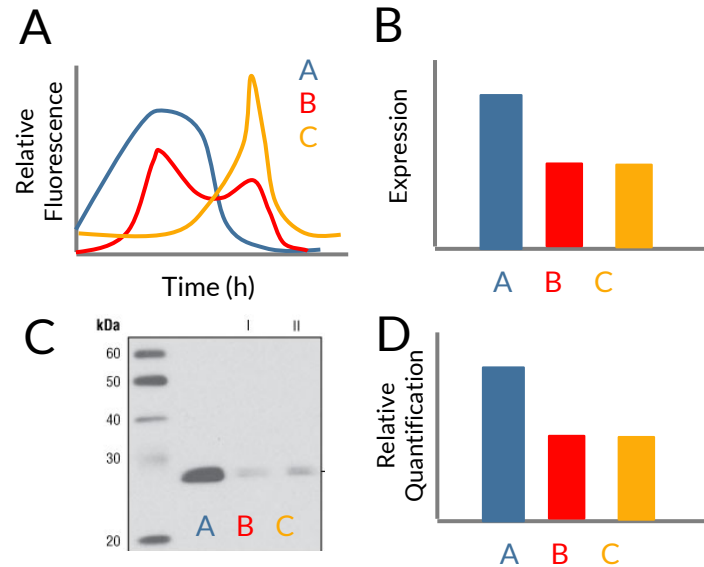 A
Relative
Fluorescence
A
B
C
Time (h)
B
Expression
A B C
C
kDa I II
60
50
40
30
20
A B C
D
Relative
Quantification
A B C